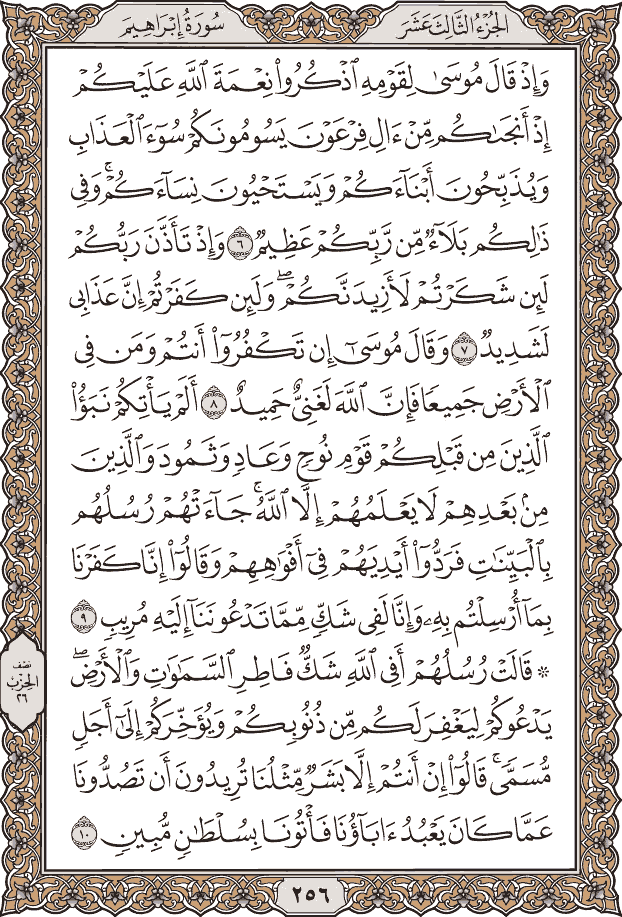 الجُزْءُ الثَّالِثَ عَشَرَ
سُورَةُ إِبْرَاهِيمَ
وَإِذْ قَالَ مُوسَىٰ لِقَوْمِهِ ٱذْكُرُوا۟ نِعْمَةَ ٱللَّهِ عَلَيْكُمْ
إِذْ أَنجَىٰكُم مِّنْ ءَالِ فِرْعَوْنَ يَسُومُونَكُمْ سُوٓءَ ٱلْعَذَابِ
وَيُذَبِّحُونَ أَبْنَآءَكُمْ وَيَسْتَحْيُونَ نِسَآءَكُمْ ۚ وَفِى
ذَٰلِكُم بَلَآءٌ مِّن رَّبِّكُمْ عَظِيمٌ ٦ وَإِذْ تَأَذَّنَ رَبُّكُمْ
لَئِن شَكَرْتُمْ لَأَزِيدَنَّكُمْ ۖ وَلَئِن كَفَرْتُمْ إِنَّ عَذَابِى
لَشَدِيدٌ ٧ وَقَالَ مُوسَىٰٓ إِن تَكْفُرُوٓا۟ أَنتُمْ وَمَن فِى
ٱلْأَرْضِ جَمِيعًا فَإِنَّ ٱللَّهَ لَغَنِىٌّ حَمِيدٌ ٨ أَلَمْ يَأْتِكُمْ نَبَؤُا۟
ٱلَّذِينَ مِن قَبْلِكُمْ قَوْمِ نُوحٍ وَعَادٍ وَثَمُودَ وَٱلَّذِينَ
مِنۢ بَعْدِهِمْ لَا يَعْلَمُهُمْ إِلَّا ٱللَّهُ ۚ جَآءَتْهُمْ رُسُلُهُم
بِٱلْبَيِّنَٰتِ فَرَدُّوٓا۟ أَيْدِيَهُمْ فِىٓ أَفْوَٰهِهِمْ وَقَالُوٓا۟ إِنَّا كَفَرْنَا
بِمَآ أُرْسِلْتُم بِهِۦ وَإِنَّا لَفِى شَكٍّ مِّمَّا تَدْعُونَنَآ إِلَيْهِ مُرِيبٍ ٩
۞ قَالَتْ رُسُلُهُمْ أَفِى ٱللَّهِ شَكٌّ فَاطِرِ ٱلسَّمَٰوَٰتِ وَٱلْأَرْضِ ۖ
يَدْعُوكُمْ لِيَغْفِرَ لَكُم مِّن ذُنُوبِكُمْ وَيُؤَخِّرَكُمْ إِلَىٰٓ أَجَلٍ
مُّسَمًّى ۚ قَالُوٓا۟ إِنْ أَنتُمْ إِلَّا بَشَرٌ مِّثْلُنَا تُرِيدُونَ أَن تَصُدُّونَا
عَمَّا كَانَ يَعْبُدُ ءَابَآؤُنَا فَأْتُونَا بِسُلْطَٰنٍ مُّبِينٍ ١٠
نصف
الحزب
٢٦
٢٥٦